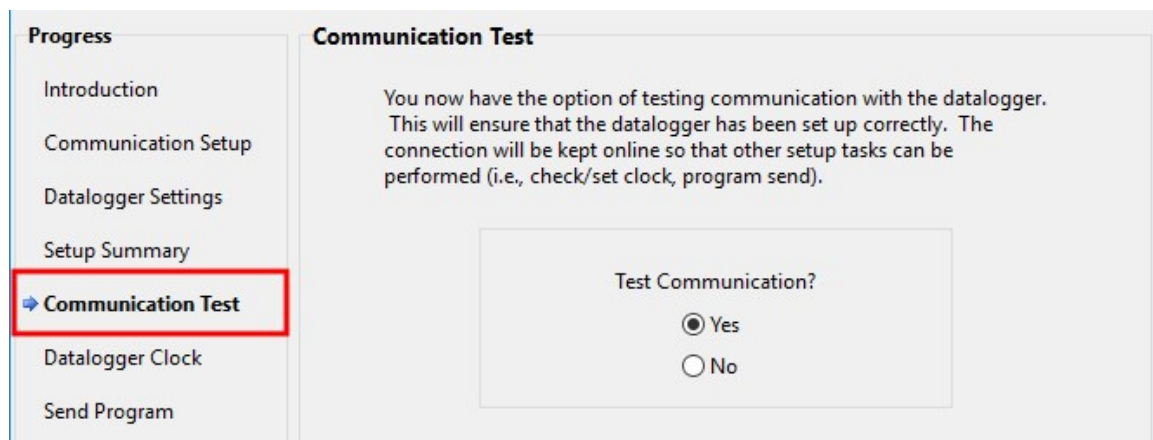 Progress
Introduction
Communication Setup
Datalogger Settings
Setup Summary
Communication Test
Datalogger Clock
Send Program
Communication Test
You now have the option of testing communication with the datalogger.
This will ensure that the datalogger has been set up correctly. The
connection will be kept online so that other setup tasks can be
performed (i.e., check/set clock, program send).
Test Communication?
Yes
No